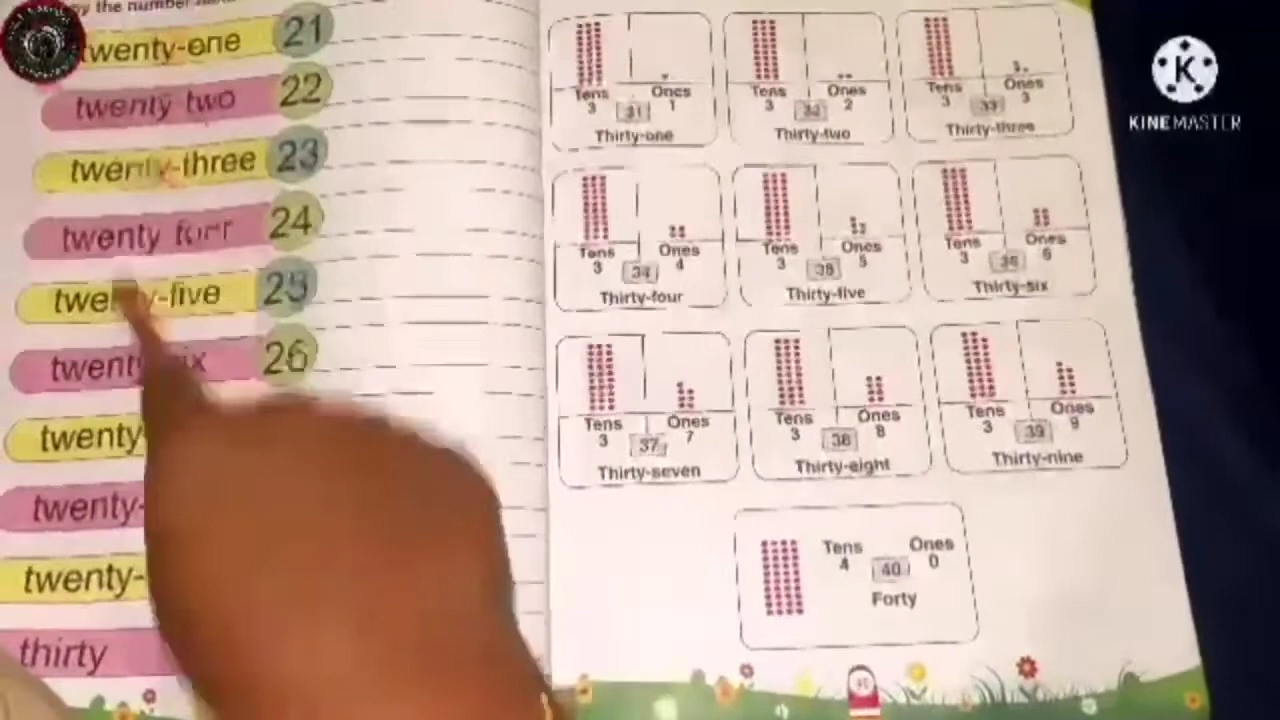 y the number
twenty-one 21
twenty two 22
twenty-three 23
twenty four 24
-five 25
26
twenty
twenty-
twenty-
thirty
Tens Ones
3 31 1
Thirty-one
Tens Ones
3 32 2
Thirty-two
Tens Ones
3 33 3
Thirty-three
Tens Ones
3 34 4
Thirty-four
Tens Ones
3 35 5
Thirty-five
Tens Ones
3 36 6
Thirty-six
Tens Ones
3 37 7
Thirty-seven
Tens Ones
3 38 8
Thirty-eight
Tens Ones
3 39 9
Thirty-nine
Tens Ones
4 40 0
Forty
KINEMASTER